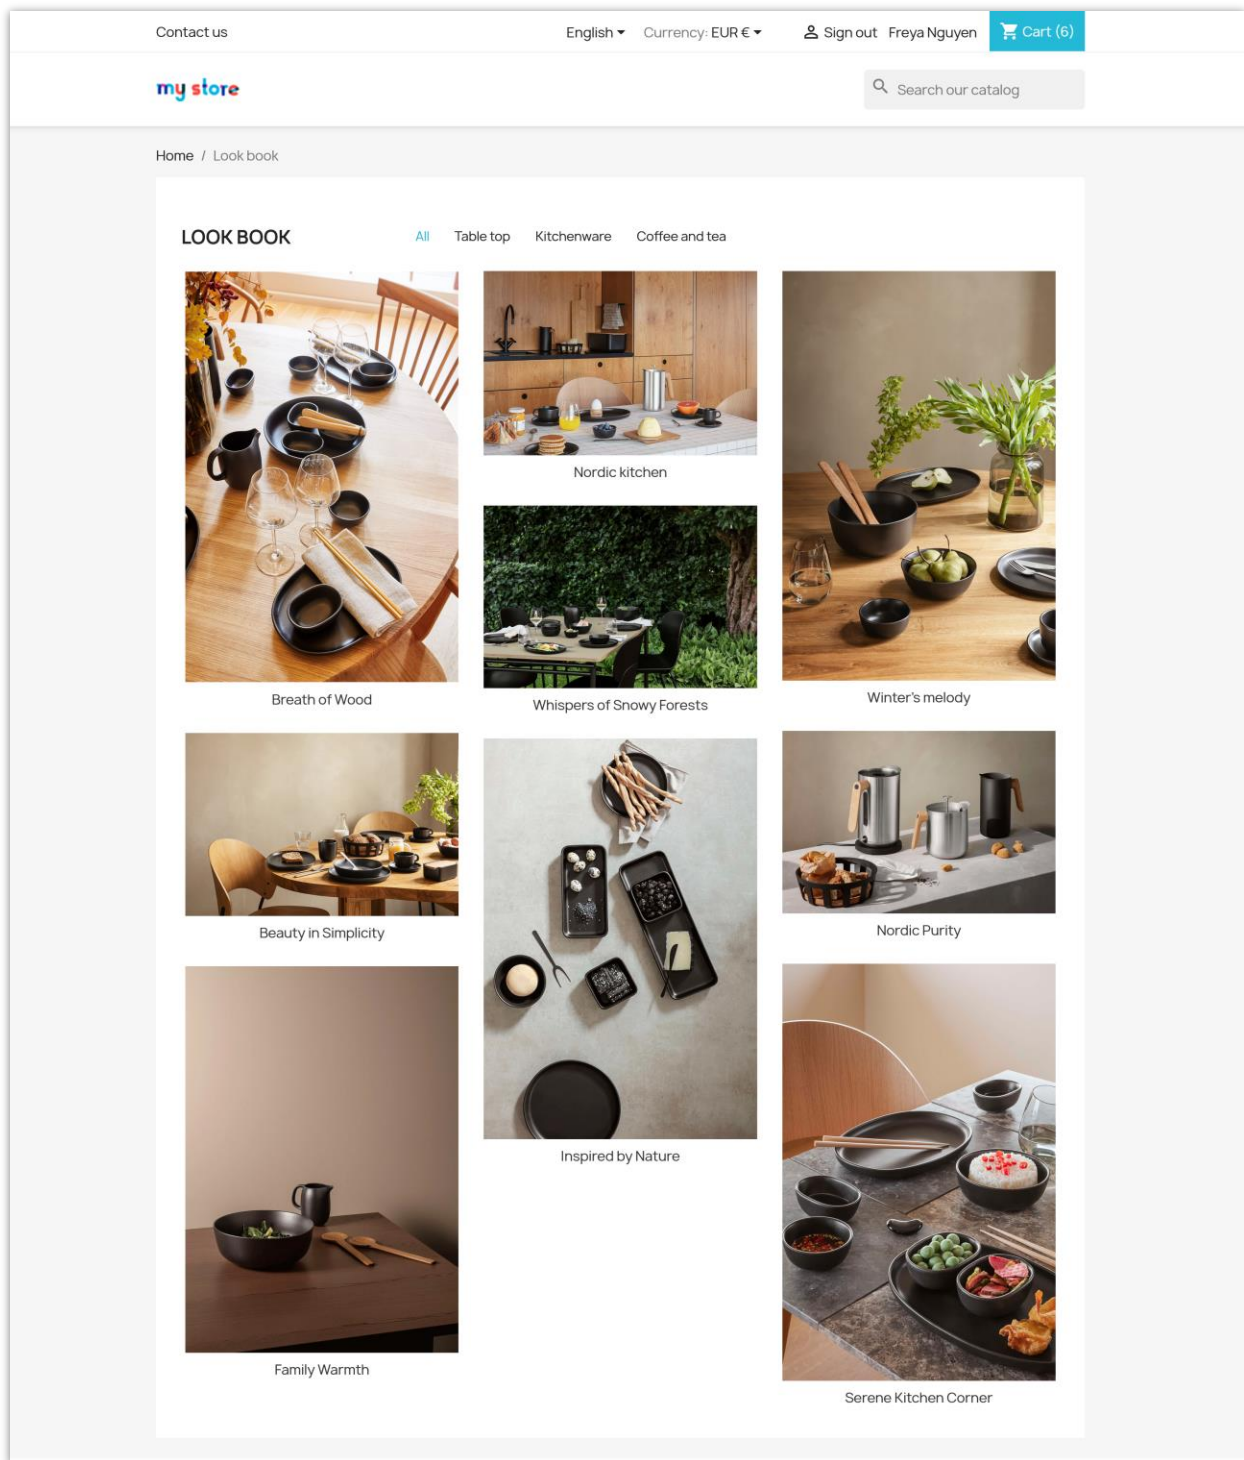 Contact us
English
Currency: EUR €
Sign out
Freya Nguyen
Cart (6)
my store
Search our catalog
Home / Look book
LOOK BOOK
All
Table top
Kitchenware
Coffee and tea
Nordic kitchen
Breath of Wood
Whispers of Snowy Forests
Winter's melody
Beauty in Simplicity
Nordic Purity
Inspired by Nature
Family Warmth
Serene Kitchen Corner